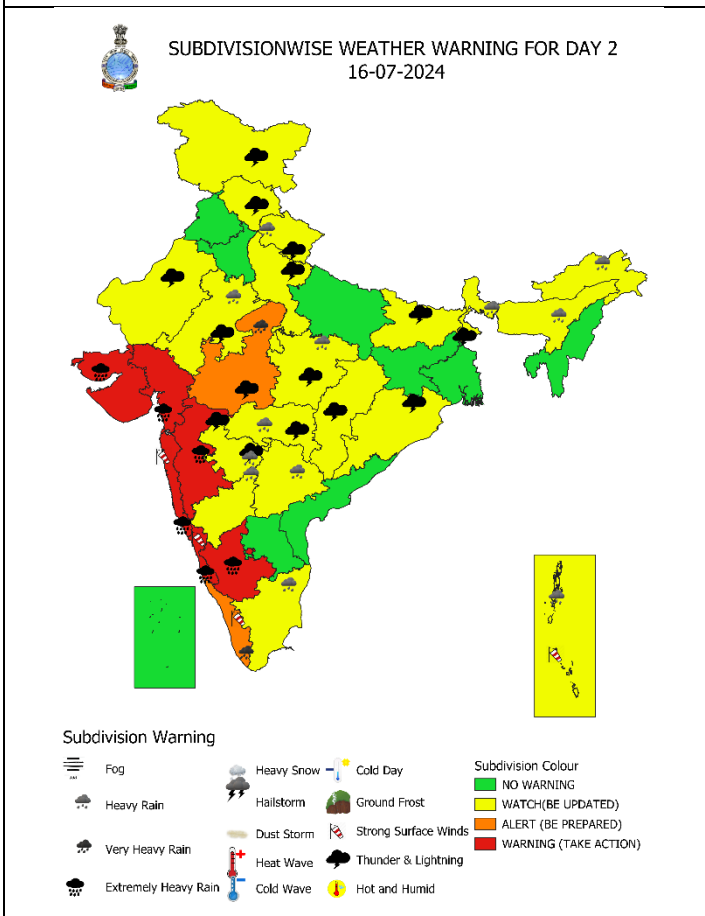 SUBDIVISIONWISE WEATHER WARNING FOR DAY 2
16-07-2024
Subdivision Warning
Fog
Heavy Rain
Very Heavy Rain
Extremely Heavy Rain
Heavy Snow
Hailstorm
Dust Storm
Heat Wave
Cold Wave
Cold Day
Ground Frost
Strong Surface Winds
Thunder & Lightning
Hot and Humid
Subdivision Colour
NO WARNING
WATCH(BE UPDATED)
ALERT (BE PREPARED)
WARNING (TAKE ACTION)